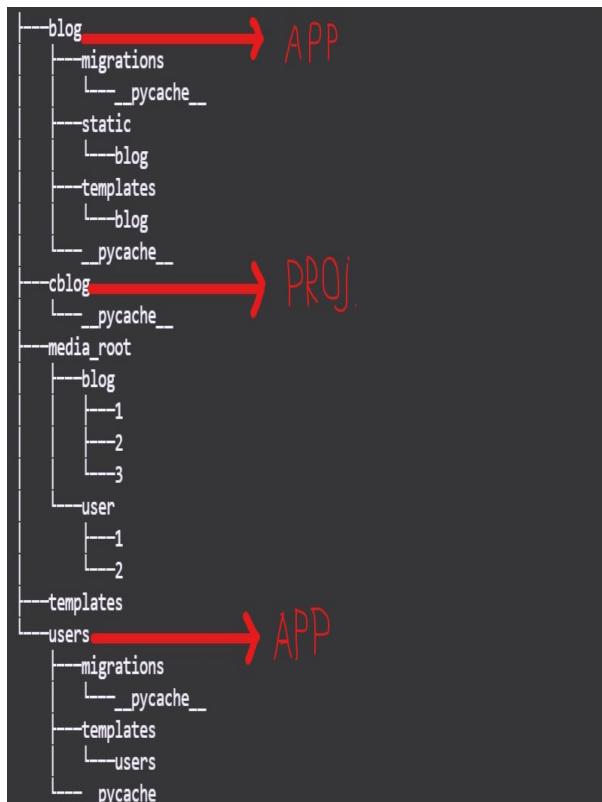 ├───blog APP
│   ├───migrations
│   │   └───__pycache__
│   ├───static
│   │   └───blog
│   ├───templates
│   │   └───blog
│   └───__pycache__
├───cblog PROJ.
│   └───__pycache__
├───media_root
│   ├───blog
│   │   ├───1
│   │   ├───2
│   │   └───3
│   └───user
│       ├───1
│       └───2
├───templates
└───users APP
    ├───migrations
    │   └───__pycache__
    ├───templates
    │   └───users
    └───__pycache__